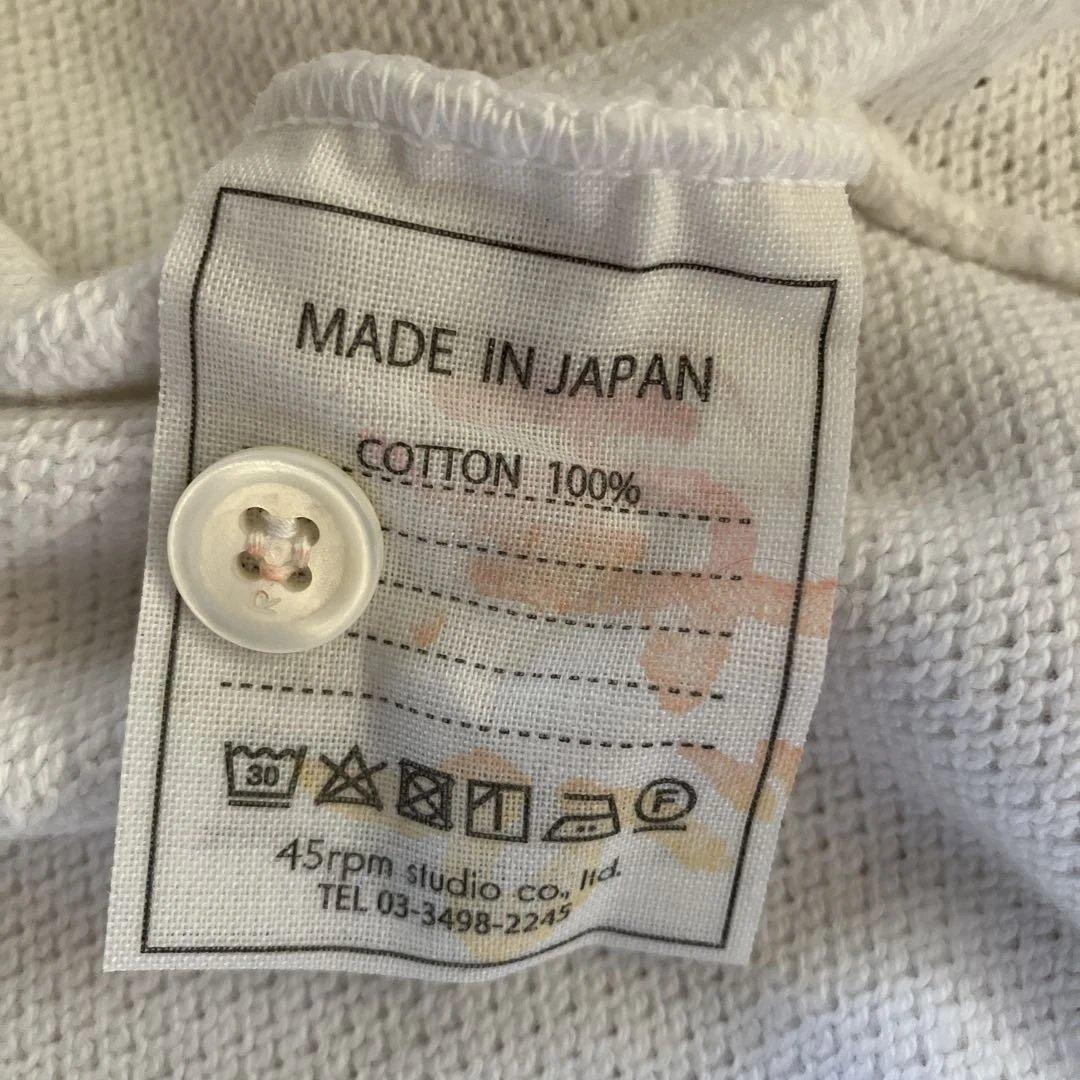 MADE IN JAPAN
COTTON 100%
R
30
F
45rpm studio co., ltd.
TEL 03-3498-2245